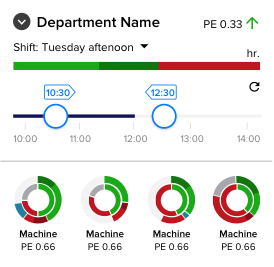 Department Name PE 0.33
Shift: Tuesday afternoon hr.
10:30 12:30
10:00 11:00 12:00 13:00 14:00
Machine Machine Machine Machine
PE 0.66 PE 0.66 PE 0.66 PE 0.66